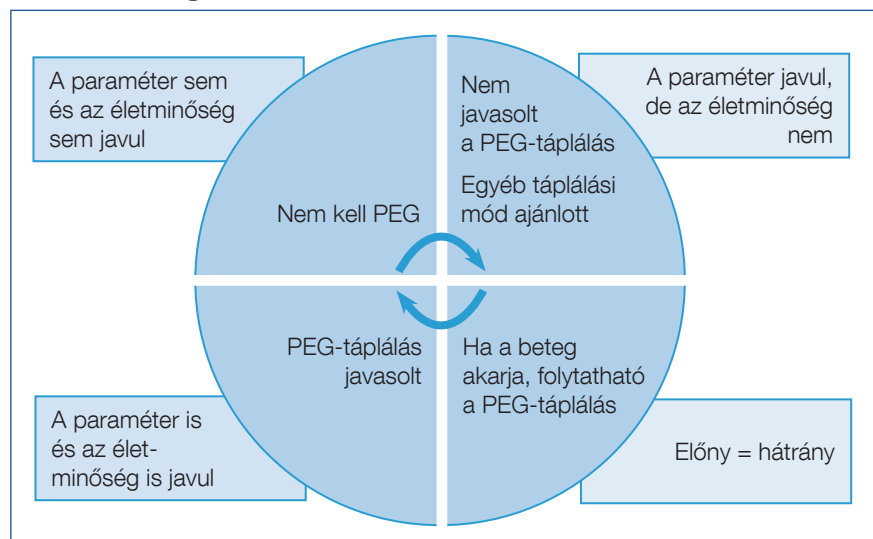 A paraméter sem
és az életminőség
sem javul
Nem kell PEG
Nem
javasolt
a PEG-táplálás
Egyéb táplálási
mód ajánlott
A paraméter javul,
de az életminőség
nem
PEG-táplálás
javasolt
A paraméter is
és az élet-
minőség is javul
Ha a beteg
akarja, folytatható
a PEG-táplálás
Előny = hátrány